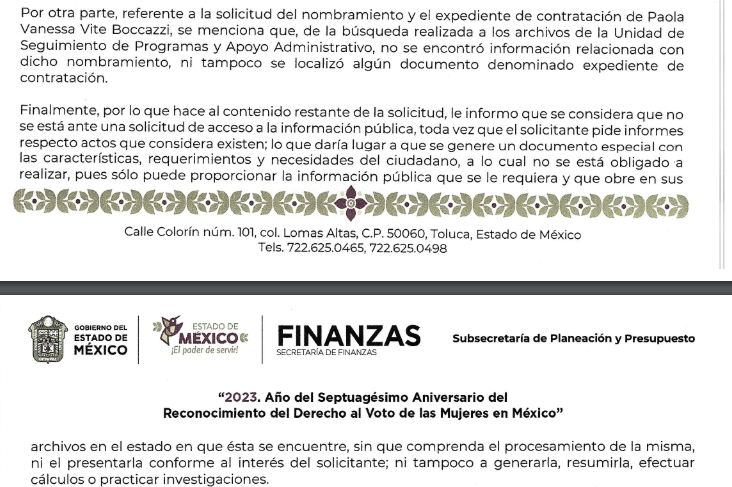 Por otra parte, referente a la solicitud del nombramiento y el expediente de contratación de Paola
Vanessa Vite Boccazzi, se menciona que, de la búsqueda realizada a los archivos de la Unidad de
Seguimiento de Programas y Apoyo Administrativo, no se encontró información relacionada con
dicho nombramiento, ni tampoco se localizó algún documento denominado expediente de
contratación.
Finalmente, por lo que hace al contenido restante de la solicitud, le informo que se considera que no
se está ante una solicitud de acceso a la información pública, toda vez que el solicitante pide informes
respecto actos que considera existen; lo que daría lugar a que se genere un documento especial con
las características, requerimientos y necesidades del ciudadano, a lo cual no se está obligado a
realizar, pues sólo puede proporcionar la información pública que se le requiera y que obre en sus
Calle Colorín núm. 101, col. Lomas Altas, C.P. 50060, Toluca, Estado de México
Tels. 722.625.0465, 722.625.0498
GOBIERNO DEL
ESTADO DE
MÉXICO
ESTADO DE
MÉXICO
¡El poder de servir!
FINANZAS
SECRETARÍA DE FINANZAS
Subsecretaría de Planeación y Presupuesto
"2023. Año del Septuagésimo Aniversario del
Reconocimiento del Derecho al Voto de las Mujeres en México"
archivos en el estado en que ésta se encuentre, sin que comprenda el procesamiento de la misma,
ni el presentarla conforme al interés del solicitante; ni tampoco a generarla, resumirla, efectuar
cálculos o practicar investigaciones.